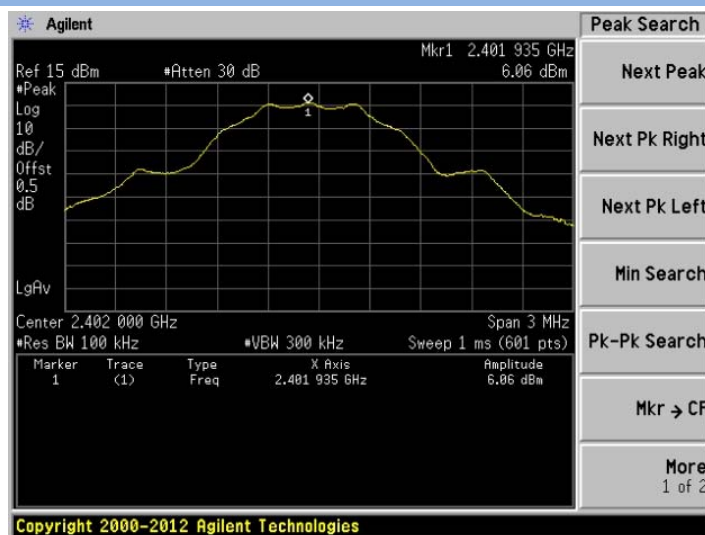 Agilent
Peak Search
Mkr1 2.401 935 GHz
Ref 15 dBm #Atten 30 dB 6.06 dBm
#Peak
Log
10
dB/
Offst
0.5
dB
1
LgAv
Center 2.402 000 GHz Span 3 MHz
#Res BW 100 kHz #VBW 300 kHz Sweep 1 ms (601 pts)
Marker Trace Type X Axis Amplitude
1 (1) Freq 2.401 935 GHz 6.06 dBm
Next Peak
Next Pk Right
Next Pk Left
Min Search
Pk-Pk Search
Mkr → CF
More
1 of 2
Copyright 2000-2012 Agilent Technologies